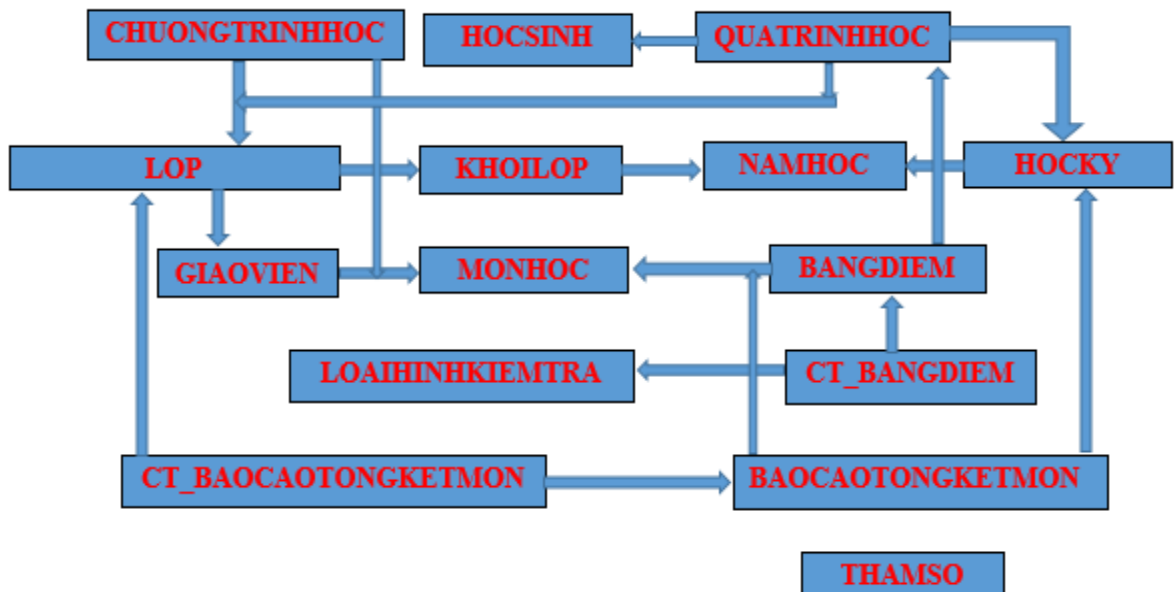 CHUONGTRINHHOC
HOCSINH
QUATRINHHOC
LOP
KHOILOP
NAMHOC
HOCKY
GIAOVIEN
MONHOC
BANGDIEM
LOAIHINHKIEMTRA
CT_BANGDIEM
CT_BAOCAOTONGKETMON
BAOCAOTONGKETMON
THAMSO